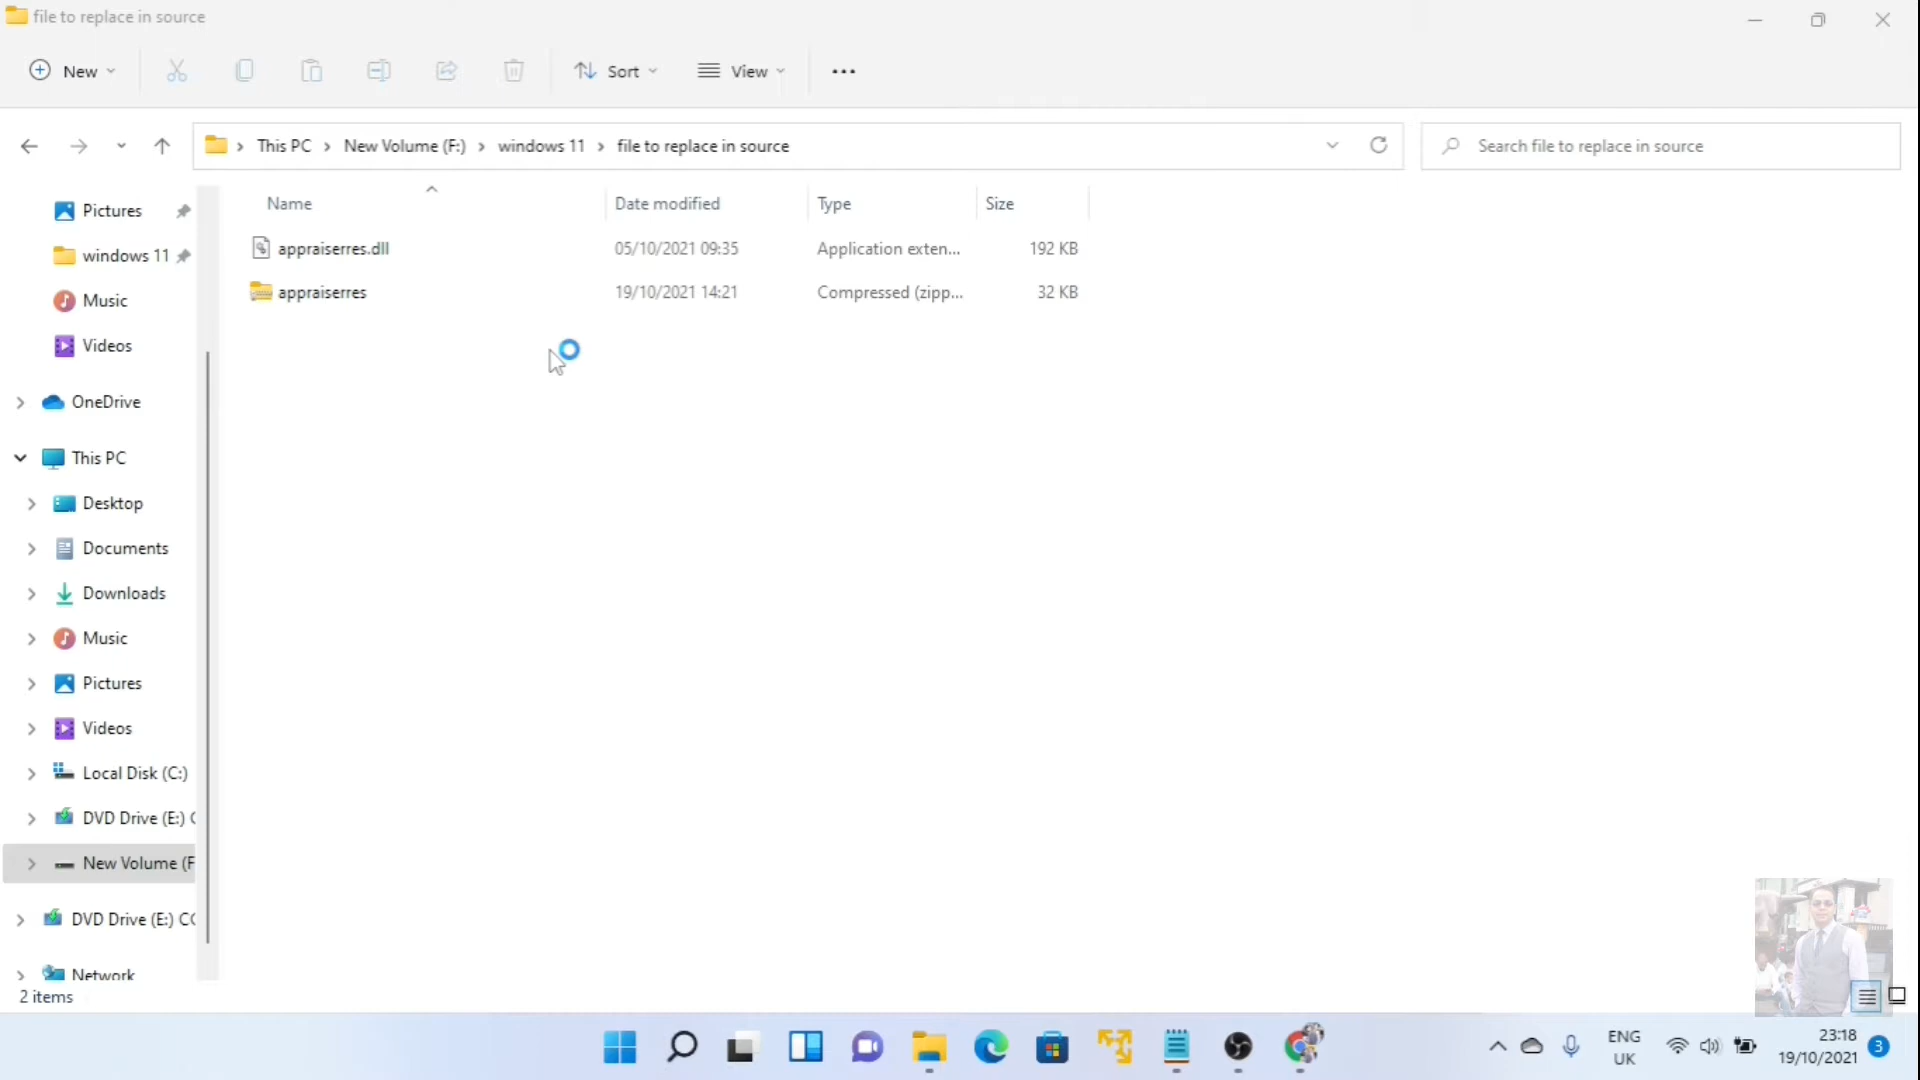 file to replace in source
New
Sort
View
This PC
New Volume (F:)
windows 11
file to replace in source
Search file to replace in source
Name
Date modified
Type
Size
appraiserres.dll
05/10/2021 09:35
Application exten...
192 KB
appraiserres
19/10/2021 14:21
Compressed (zipp...
32 KB
Pictures
windows 11
Music
Videos
OneDrive
This PC
Desktop
Documents
Downloads
Music
Pictures
Videos
Local Disk (C:)
DVD Drive (E:) C
New Volume (F
DVD Drive (E:) CC
Network
2 items
ENG
UK
23:18
19/10/2021
3